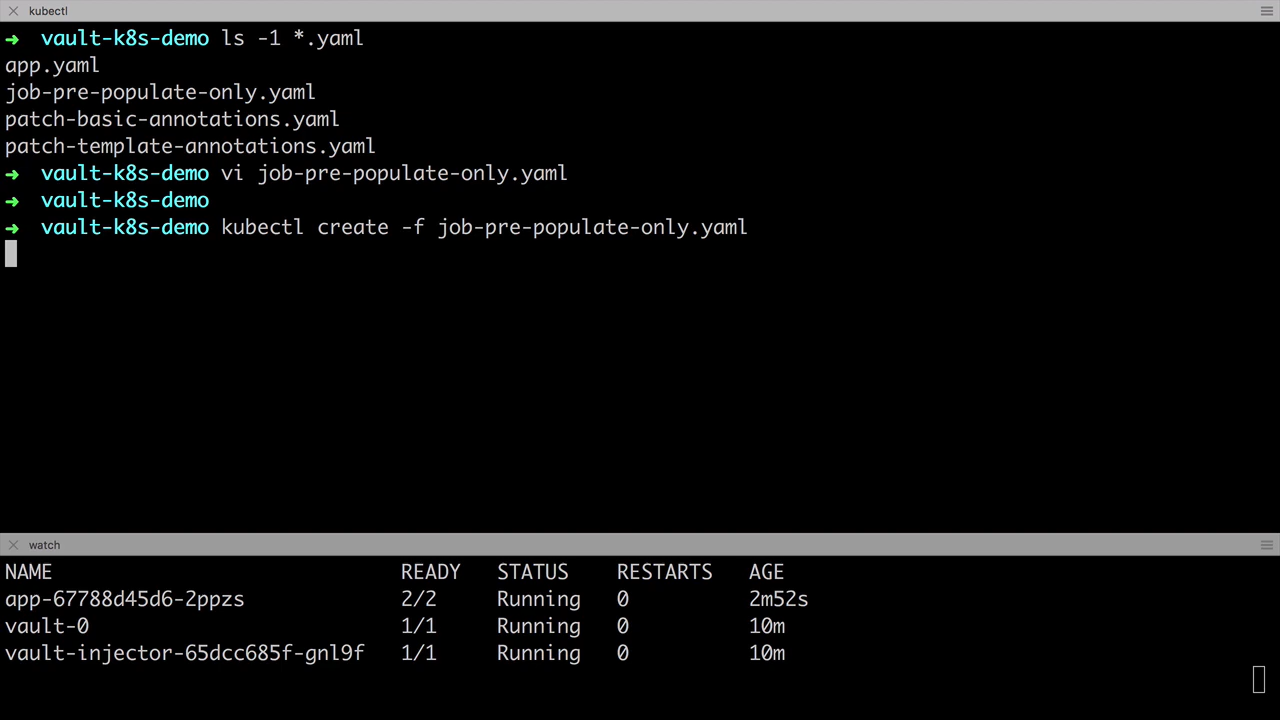 kubectl
➜ vault-k8s-demo ls -1 *.yaml
app.yaml
job-pre-populate-only.yaml
patch-basic-annotations.yaml
patch-template-annotations.yaml
➜ vault-k8s-demo vi job-pre-populate-only.yaml
➜ vault-k8s-demo
➜ vault-k8s-demo kubectl create -f job-pre-populate-only.yaml
watch
NAME READY STATUS RESTARTS AGE
app-67788d45d6-2ppzs 2/2 Running 0 2m52s
vault-0 1/1 Running 0 10m
vault-injector-65dcc685f-gnl9f 1/1 Running 0 10m